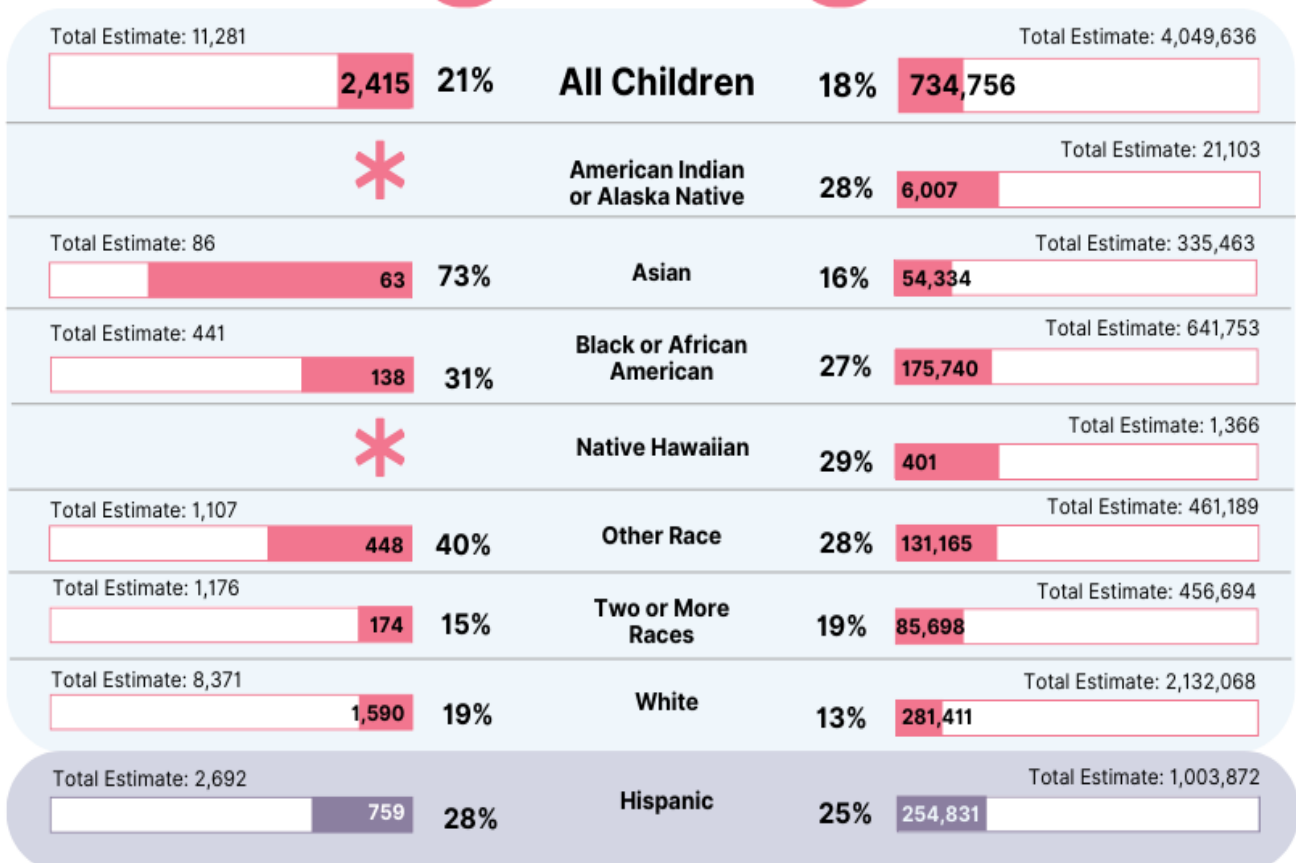 Total Estimate: 11,281
Total Estimate: 4,049,636
2,415 21% All Children 18% 734,756
Total Estimate: 21,103
American Indian
or Alaska Native
28% 6,007
Total Estimate: 86
Total Estimate: 335,463
63 73% Asian 16% 54,334
Total Estimate: 441
Total Estimate: 641,753
Black or African
American
138 31% 27% 175,740
Total Estimate: 1,366
Native Hawaiian
29% 401
Total Estimate: 1,107
Total Estimate: 461,189
448 40% Other Race 28% 131,165
Total Estimate: 1,176
Total Estimate: 456,694
Two or More
Races
174 15% 19% 85,698
Total Estimate: 8,371
Total Estimate: 2,132,068
1,590 19% White 13% 281,411
Total Estimate: 2,692
Total Estimate: 1,003,872
759 28% Hispanic 25% 254,831